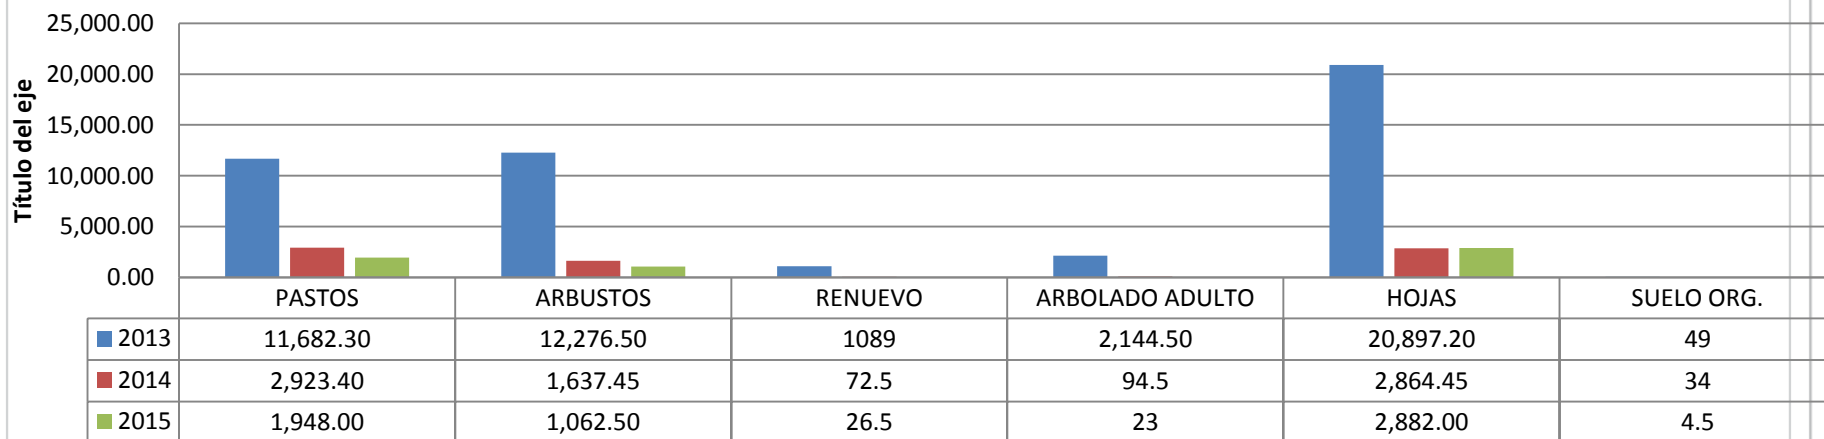 25,000.00
20,000.00
15,000.00
10,000.00
5,000.00
0.00
Título del eje
PASTOS ARBUSTOS RENUEVO ARBOLADO ADULTO HOJAS SUELO ORG.
2013 11,682.30 12,276.50 1089 2,144.50 20,897.20 49
2014 2,923.40 1,637.45 72.5 94.5 2,864.45 34
2015 1,948.00 1,062.50 26.5 23 2,882.00 4.5